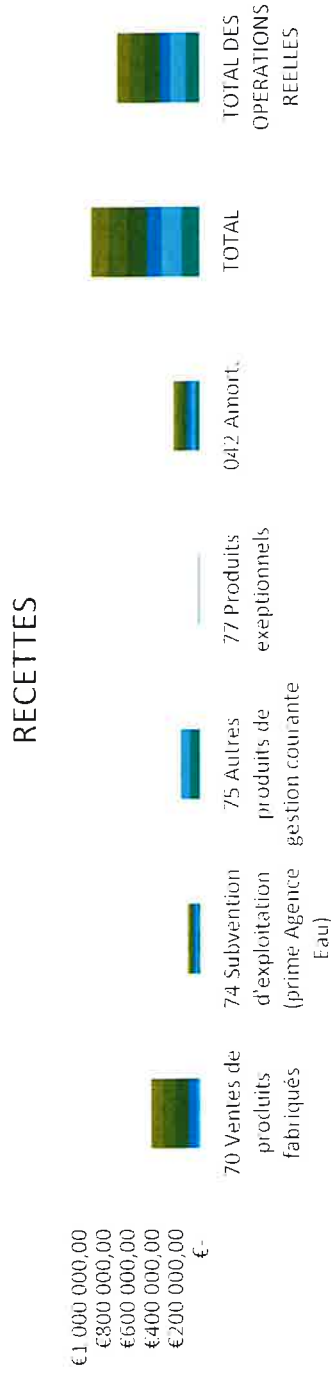 RECETTES
€1 000 000,00
€800 000,00
€600 000,00
€400 000,00
€200 000,00
€-
70 Ventes de
produits
fabriqués
74 Subvention
d'exploitation
(prime Agence
Eau)
75 Autres
produits de
gestion courante
77 Produits
exeptionnels
042 Amort.
TOTAL
TOTAL DES
OPERATIONS
REELLES